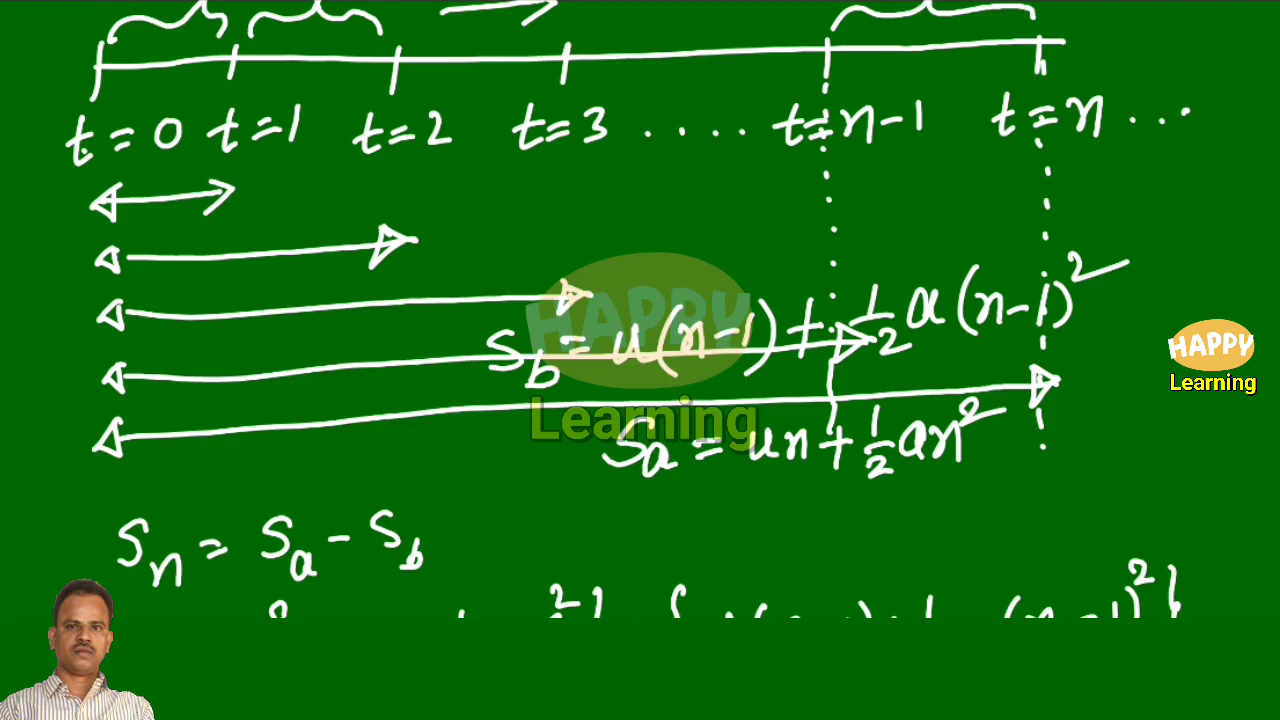 t=0 t=1 t=2 t=3 .... t=n-1 t=n ...
S_b = u(n-1) + 1/2 a(n-1)^2
S_a = un + 1/2 an^2
S_n = S_a - S_b
HAPPY
Learning
HAPPY
Learning